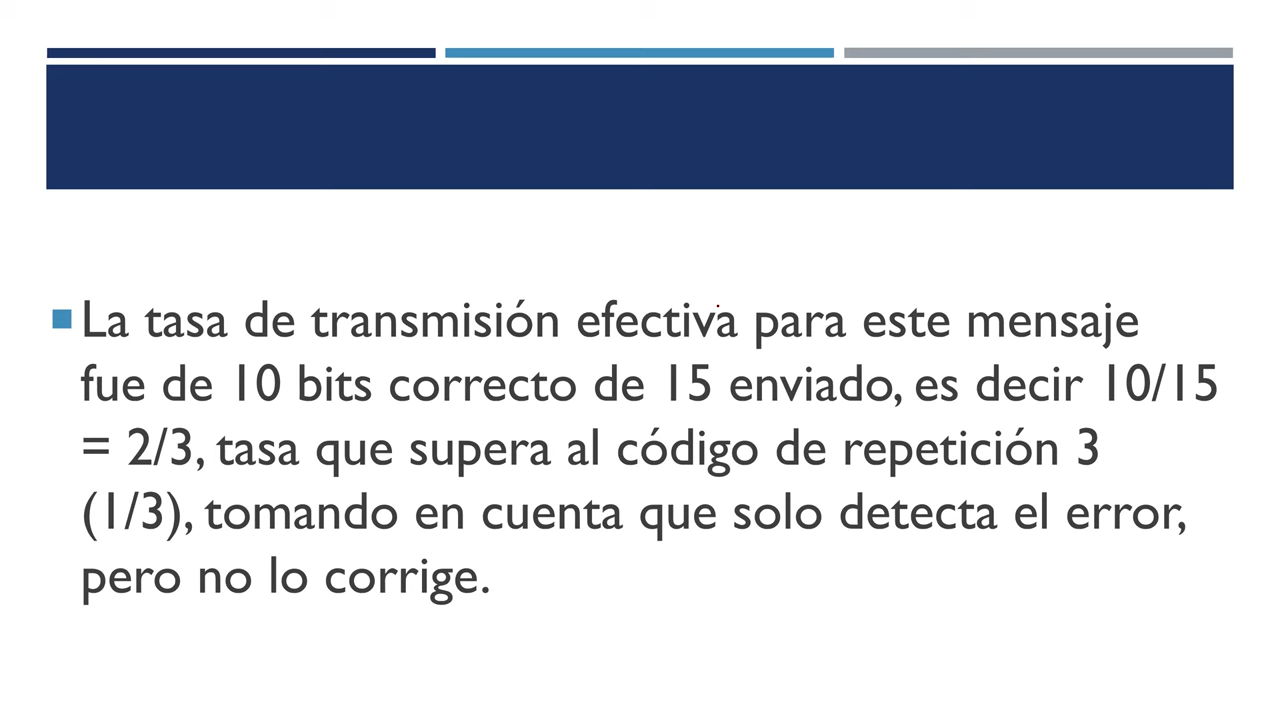 La tasa de transmisión efectiva para este mensaje
fue de 10 bits correcto de 15 enviado, es decir 10/15
= 2/3, tasa que supera al código de repetición 3
(1/3), tomando en cuenta que solo detecta el error,
pero no lo corrige.